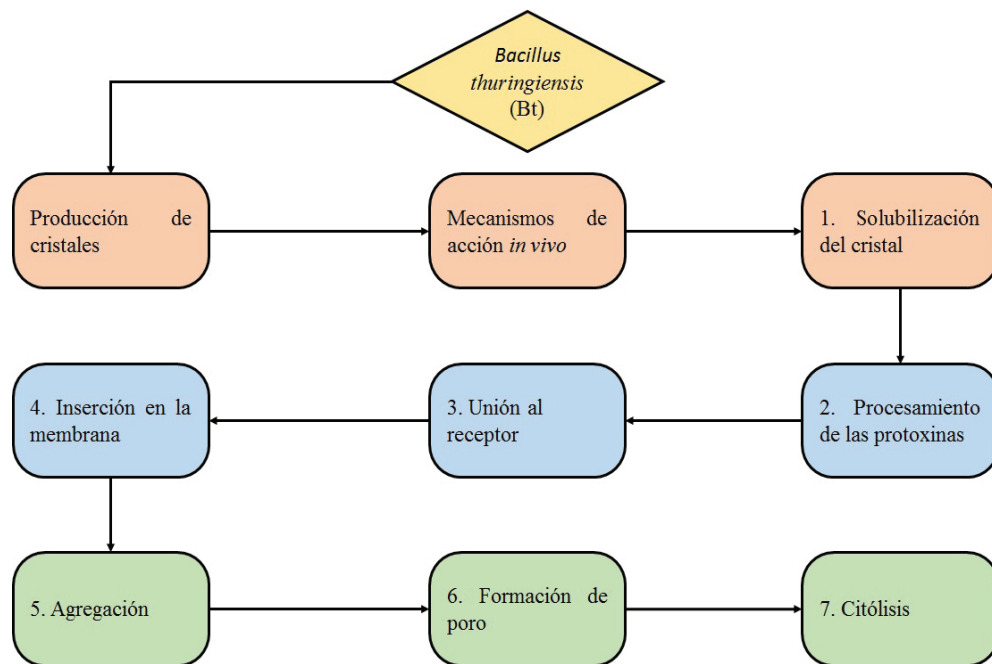 Bacillus
thuringiensis
(Bt)
Producción de
cristales
Mecanismos de
acción in vivo
1. Solubilización
del cristal
2. Procesamiento
de las protoxinas
3. Unión al
receptor
4. Inserción en la
membrana
5. Agregación
6. Formación de
poro
7. Citólisis